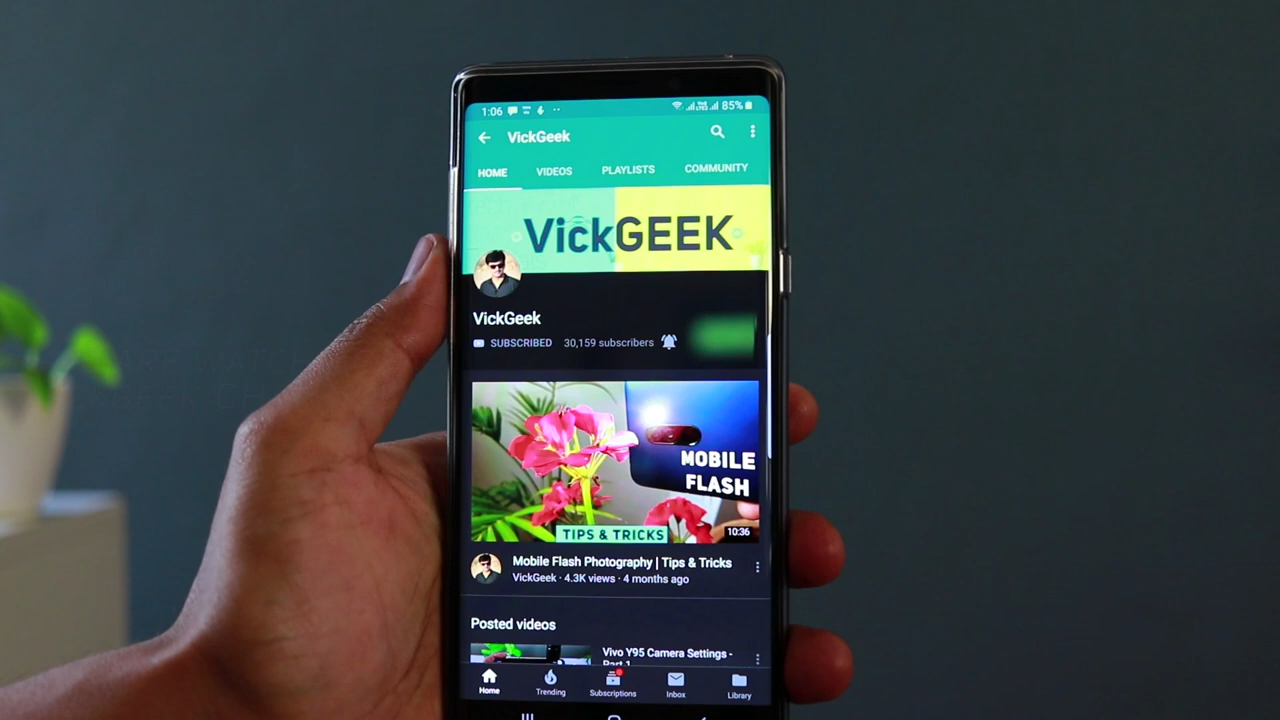 1:06 85%
VickGeek
HOME VIDEOS PLAYLISTS COMMUNITY
VickGEEK
VickGeek
SUBSCRIBED 30,159 subscribers
MOBILE
FLASH
TIPS & TRICKS
10:36
Mobile Flash Photography | Tips & Tricks
VickGeek · 4.3K views · 4 months ago
Posted videos
Vivo Y95 Camera Settings -
Part 1
Home Trending Subscriptions Inbox Library